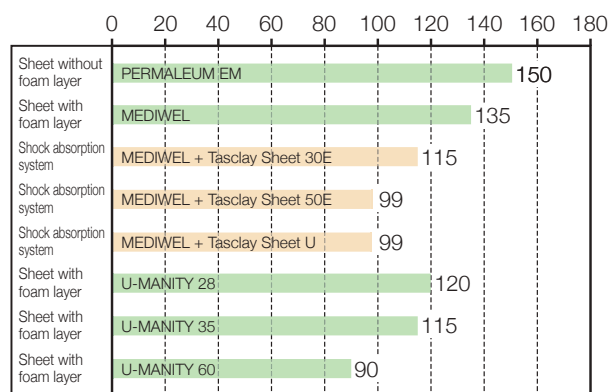 0 20 40 60 80 100 120 140 160 180
Sheet without
foam layer
PERMALEUM EM 150
Sheet with
foam layer
MEDIWEL 135
Shock absorption
system
MEDIWEL + Tasclay Sheet 30E 115
Shock absorption
system
MEDIWEL + Tasclay Sheet 50E 99
Shock absorption
system
MEDIWEL + Tasclay Sheet U 99
Sheet with
foam layer
U-MANITY 28 120
Sheet with
foam layer
U-MANITY 35 115
Sheet with
foam layer
U-MANITY 60 90